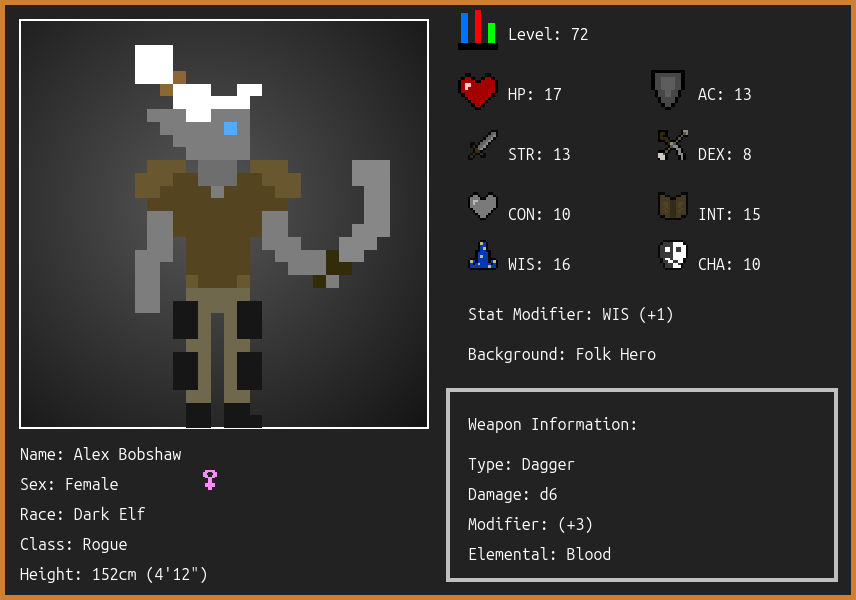 Level: 72
HP: 17
AC: 13
STR: 13
DEX: 8
CON: 10
INT: 15
WIS: 16
CHA: 10
Stat Modifier: WIS (+1)
Background: Folk Hero
Weapon Information:
Type: Dagger
Damage: d6
Modifier: (+3)
Elemental: Blood
Name: Alex Bobshaw
Sex: Female
Race: Dark Elf
Class: Rogue
Height: 152cm (4'12")